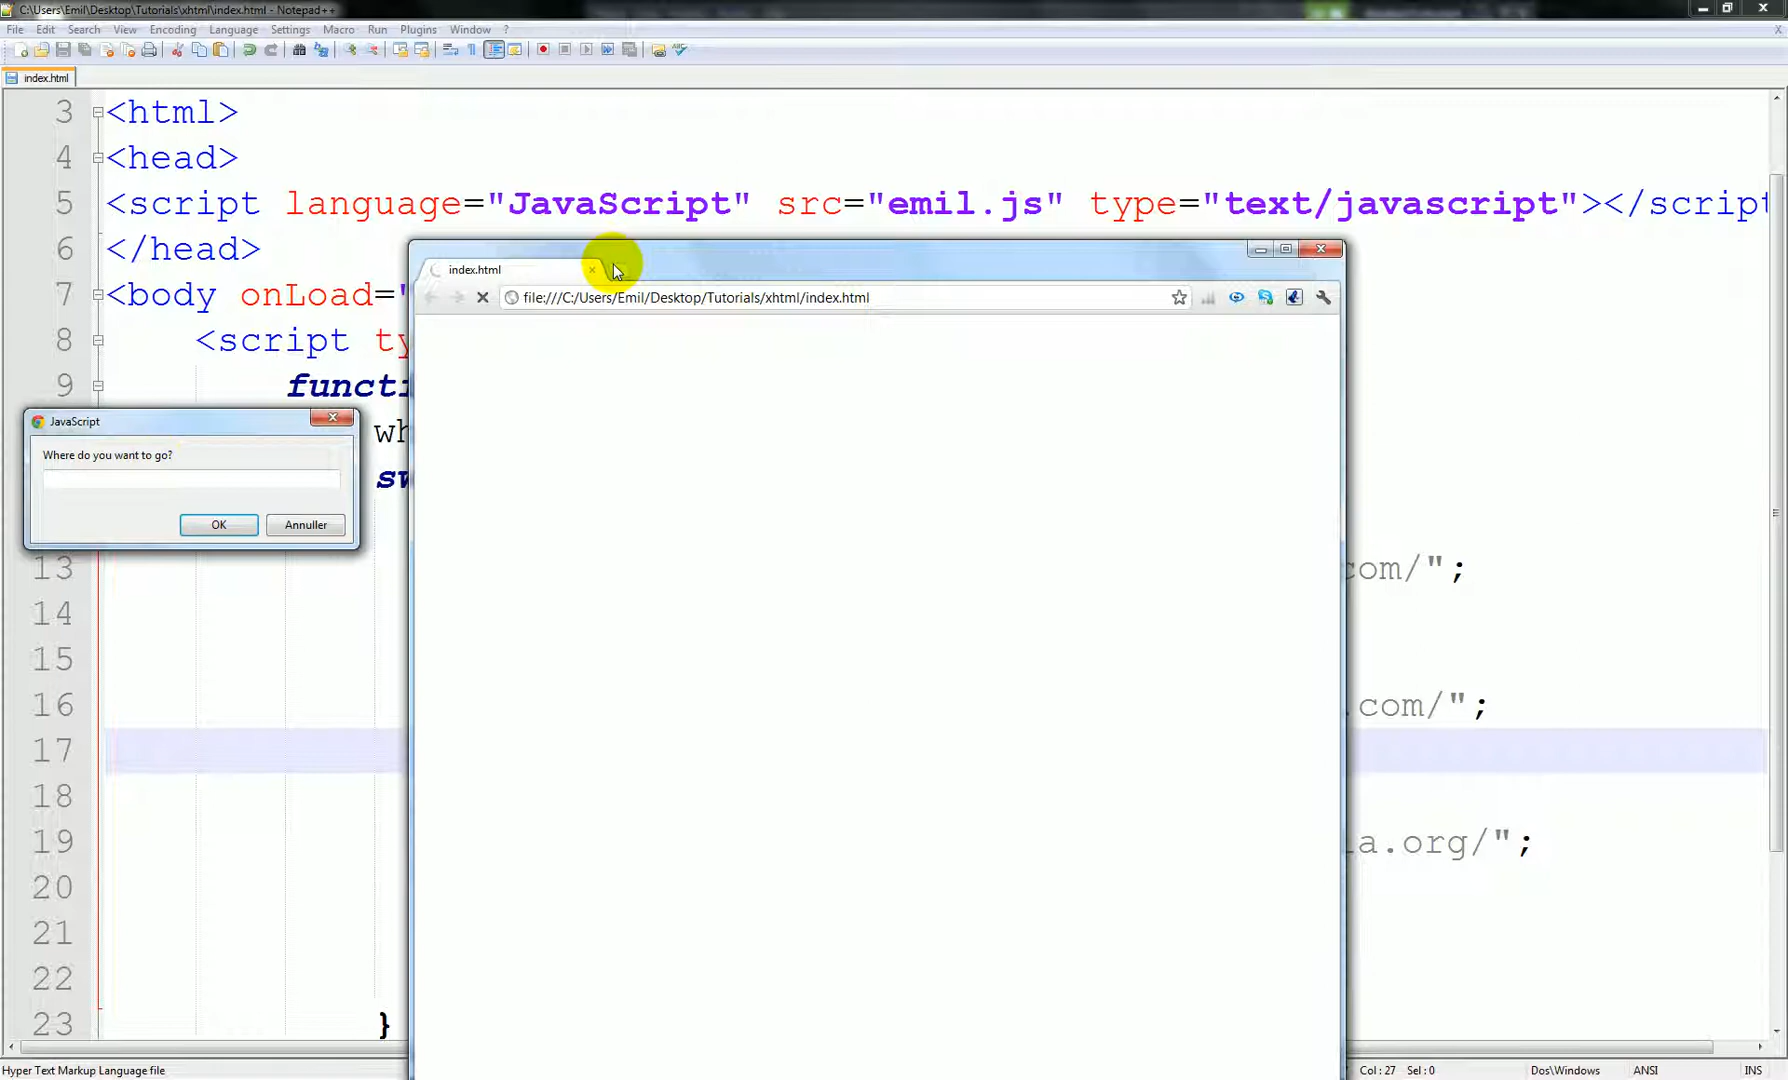 C:\Users\Emil\Desktop\Tutorials\xhtml\index.html - Notepad++
File Edit Search View Encoding Language Settings Macro Run Plugins Window ? X
index.html
3 <html>
4 <head>
5 <script language="JavaScript" src="emil.js" type="text/javascript"></script
6 </head>
7 <body onLoad="
8 <script ty
9 functi
wh
sw
index.html
file:///C:/Users/Emil/Desktop/Tutorials/xhtml/index.html
JavaScript
Where do you want to go?
OK Annuller
13 com/";
14
15
16 .com/";
17
18
19 ia.org/";
20
21
22
23 }
Hyper Text Markup Language file Col : 27 Sel : 0 Dos\Windows ANSI INS